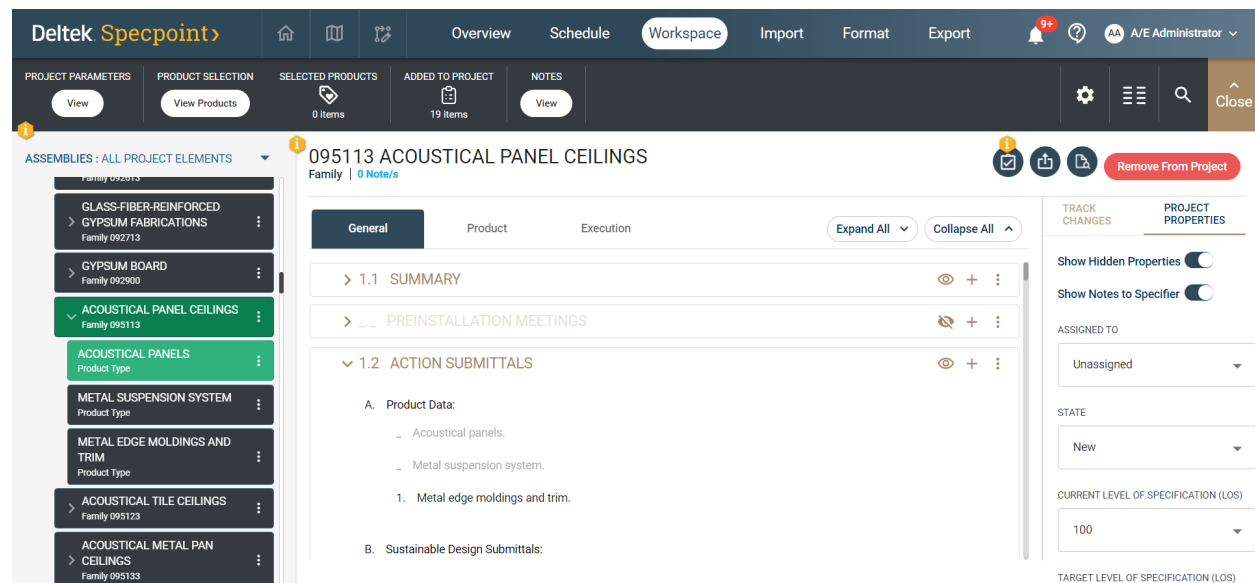 Deltek. Specpoint›
Overview
Schedule
Workspace
Import
Format
Export
9+
AA
A/E Administrator
PROJECT PARAMETERS
View
PRODUCT SELECTION
View Products
SELECTED PRODUCTS
0 items
ADDED TO PROJECT
19 items
NOTES
View
Close
ASSEMBLIES : ALL PROJECT ELEMENTS
Family 092613
GLASS-FIBER-REINFORCED
GYPSUM FABRICATIONS
Family 092713
GYPSUM BOARD
Family 092900
ACOUSTICAL PANEL CEILINGS
Family 095113
ACOUSTICAL PANELS
Product Type
METAL SUSPENSION SYSTEM
Product Type
METAL EDGE MOLDINGS AND
TRIM
Product Type
ACOUSTICAL TILE CEILINGS
Family 095123
ACOUSTICAL METAL PAN
CEILINGS
Family 095133
095113 ACOUSTICAL PANEL CEILINGS
Family | 0 Note/s
Remove From Project
General
Product
Execution
Expand All
Collapse All
1.1 SUMMARY
_._ PREINSTALLATION MEETINGS
1.2 ACTION SUBMITTALS
A. Product Data:
_ Acoustical panels.
_ Metal suspension system.
1. Metal edge moldings and trim.
B. Sustainable Design Submittals:
TRACK
CHANGES
PROJECT
PROPERTIES
Show Hidden Properties
Show Notes to Specifier
ASSIGNED TO
Unassigned
STATE
New
CURRENT LEVEL OF SPECIFICATION (LOS)
100
TARGET LEVEL OF SPECIFICATION (LOS)